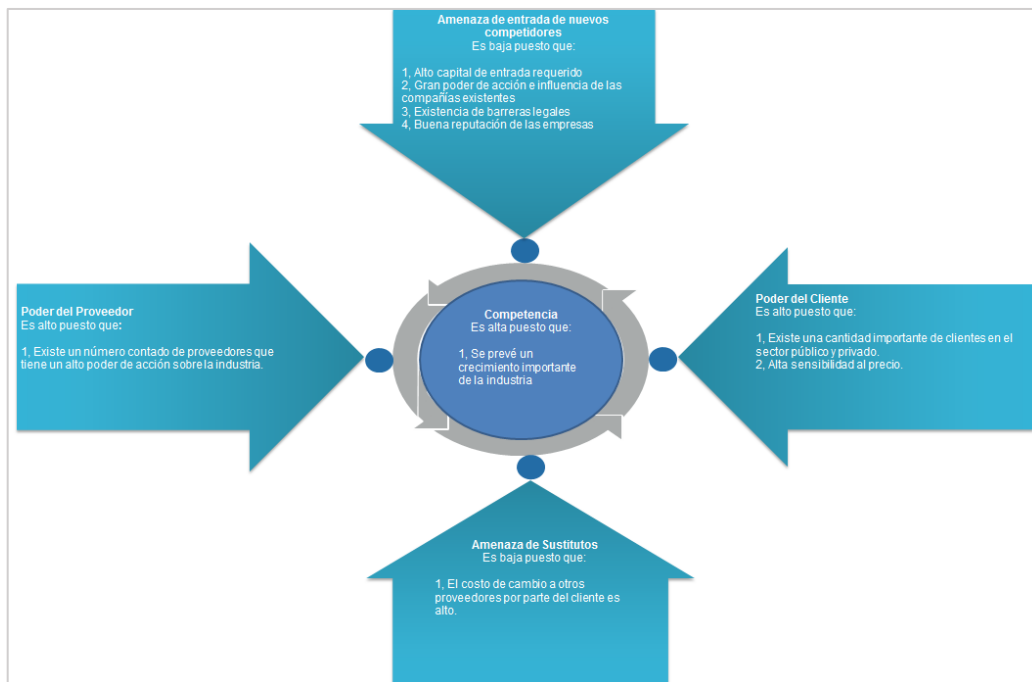 Amenaza de entrada de nuevos
competidores
Es baja puesto que:
1, Alto capital de entrada requerido
2, Gran poder de acción e influencia de las
compañías existentes
3, Existencia de barreras legales
4, Buena reputación de las empresas
Poder del Proveedor
Es alto puesto que:
1, Existe un número contado de proveedores que
tiene un alto poder de acción sobre la industria.
Competencia
Es alta puesto que:
1, Se prevé un
crecimiento importante
de la industria
Poder del Cliente
Es alto puesto que:
1, Existe una cantidad importante de clientes en el
sector público y privado.
2, Alta sensibilidad al precio.
Amenaza de Sustitutos
Es baja puesto que:
1, El costo de cambio a otros
proveedores por parte del cliente es
alto.